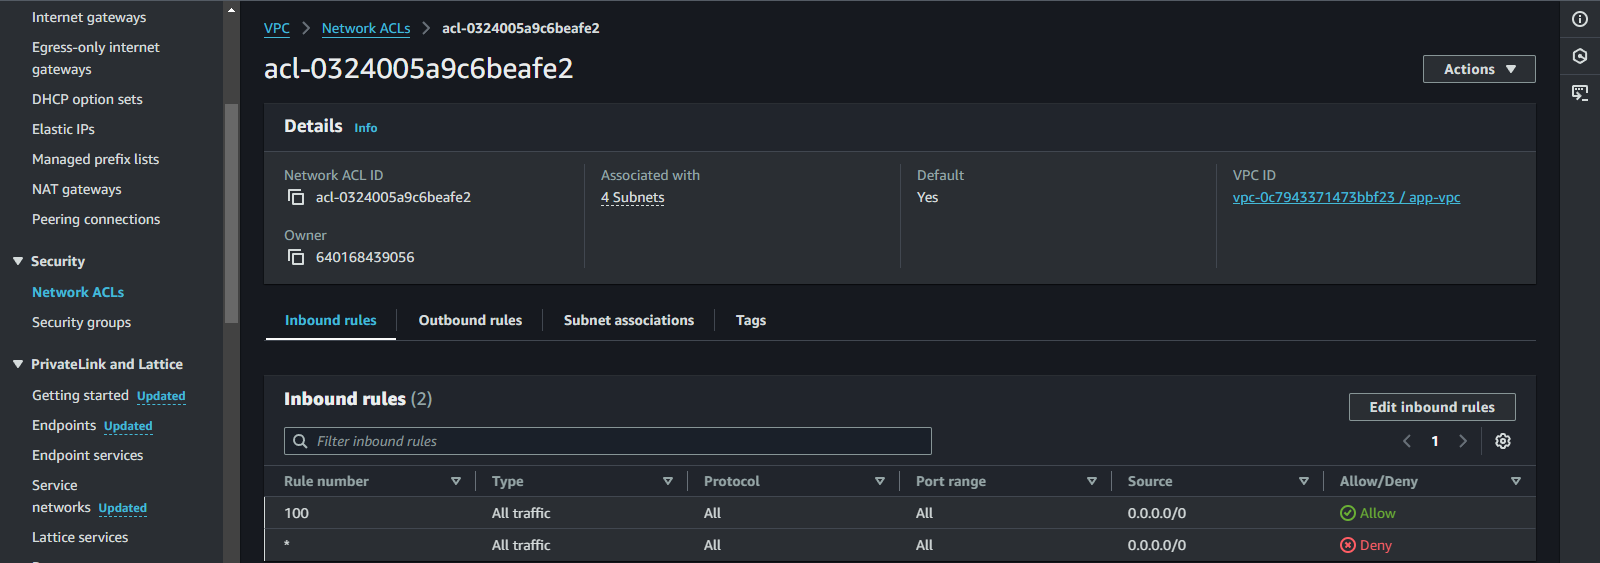 Internet gateways
Egress-only internet
gateways
DHCP option sets
Elastic IPs
Managed prefix lists
NAT gateways
Peering connections
Security
Network ACLs
Security groups
PrivateLink and Lattice
Getting started Updated
Endpoints Updated
Endpoint services
Service
networks Updated
Lattice services
VPC > Network ACLs > acl-0324005a9c6beafe2
acl-0324005a9c6beafe2
Actions
Details Info
Network ACL ID
acl-0324005a9c6beafe2
Owner
640168439056
Associated with
4 Subnets
Default
Yes
VPC ID
vpc-0c7943371473bbf23 / app-vpc
Inbound rules Outbound rules Subnet associations Tags
Inbound rules (2)
Edit inbound rules
Filter inbound rules
1
Rule number Type Protocol Port range Source Allow/Deny
100 All traffic All All 0.0.0.0/0 Allow
* All traffic All All 0.0.0.0/0 Deny